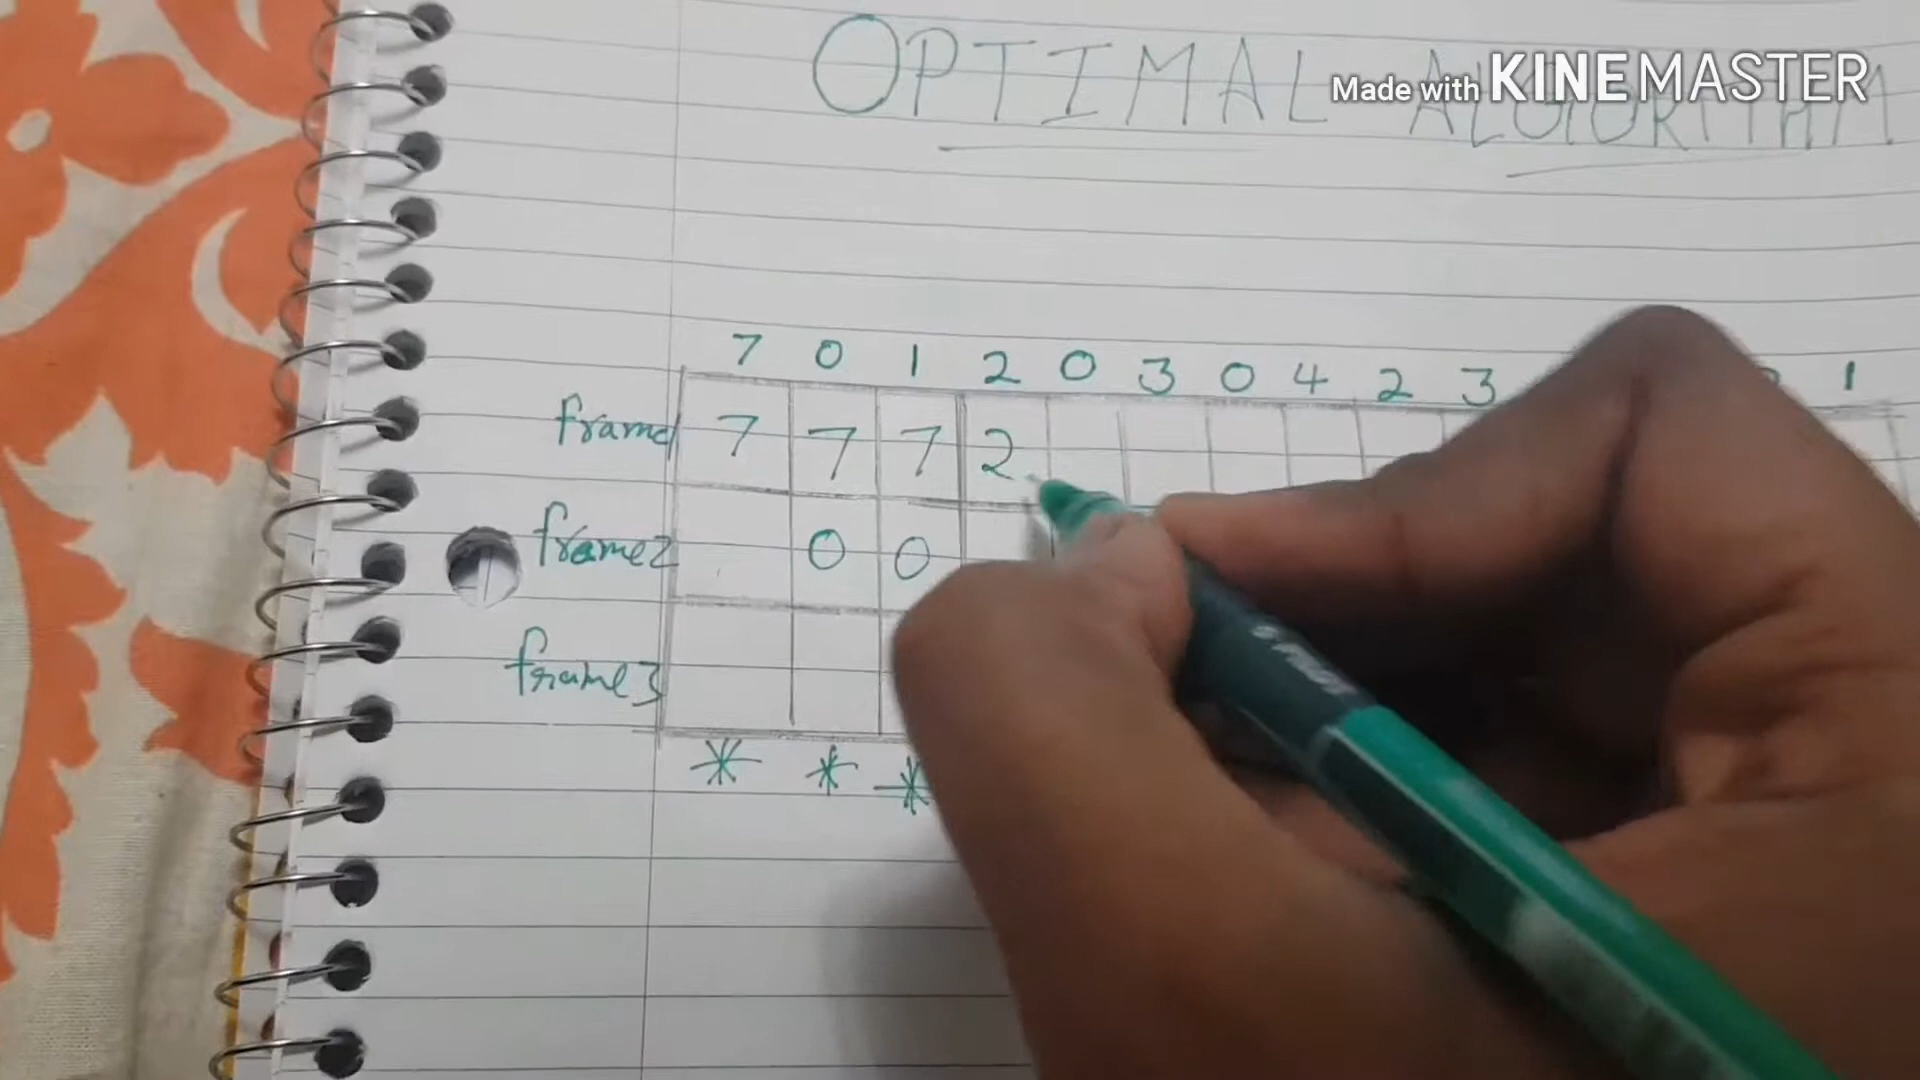 OPTIMAL ALGORITHM
Made with KINEMASTER
7 0 1 2 0 3 0 4 2 3 1
frame1 7 7 7 2
frame2 0 0
frame3
* * *